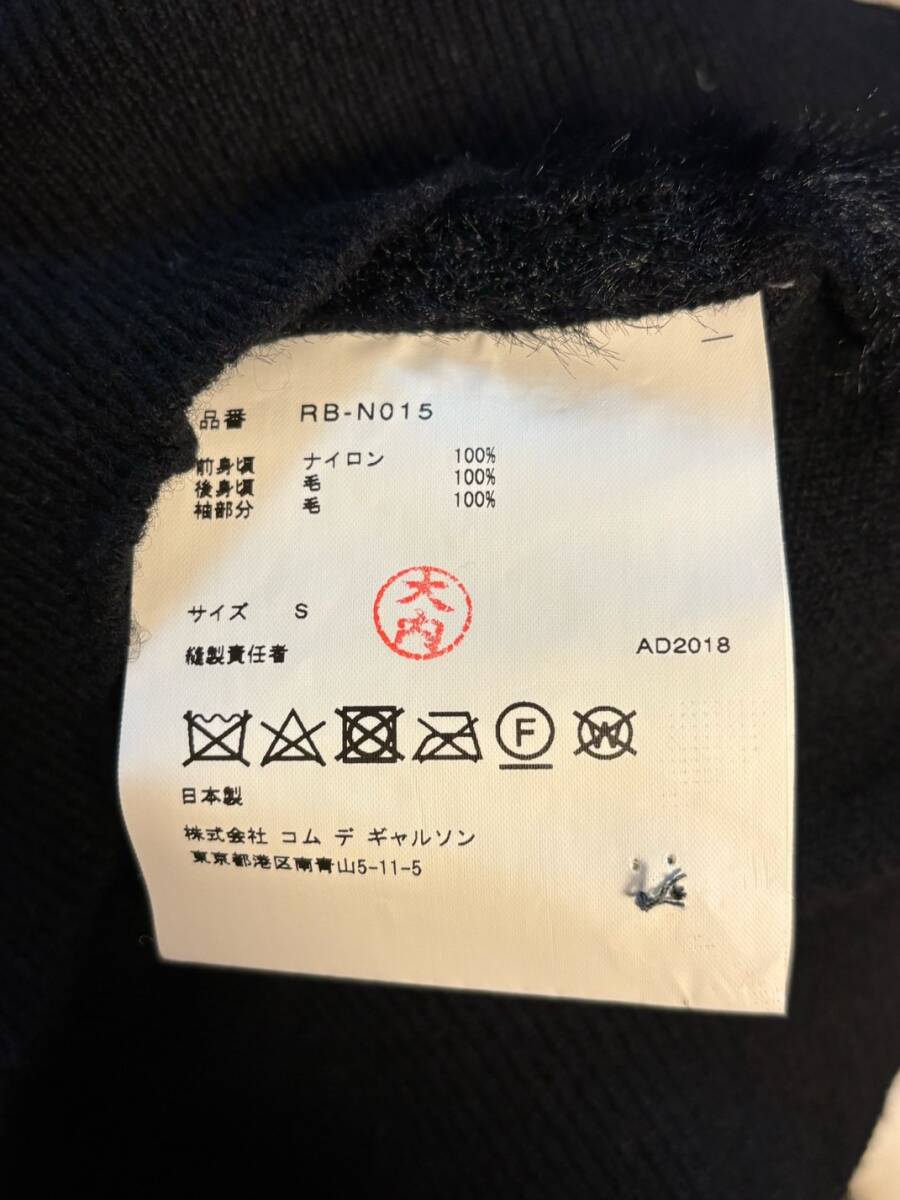 品番 RB-N015
前身頃 ナイロン 100%
後身頃 毛 100%
袖部分 毛 100%
サイズ S
大内
縫製責任者 AD2018
F W
日本製
株式会社 コム デ ギャルソン
東京都港区南青山5-11-5